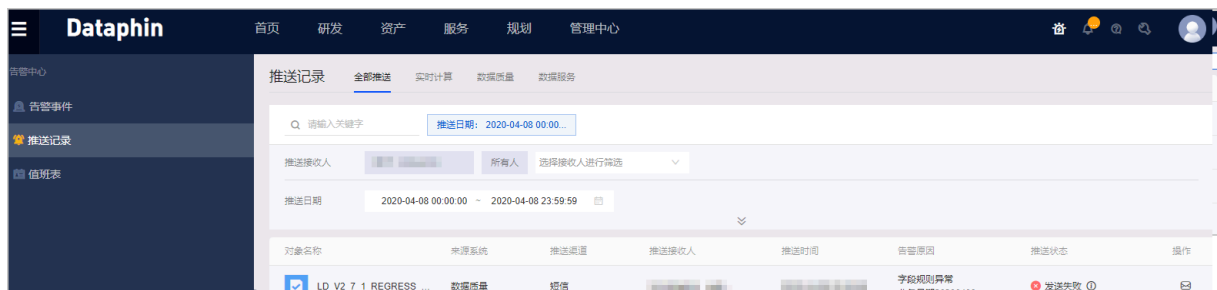 Dataphin 首页 研发 资产 服务 规划 管理中心
告警中心
告警事件
推送记录
值班表
推送记录 全部推送 实时计算 数据质量 数据服务
请输入关键字 推送日期: 2020-04-08 00:00...
推送接收人 所有人 选择接收人进行筛选
推送日期 2020-04-08 00:00:00 ~ 2020-04-08 23:59:59
对象名称 来源系统 推送渠道 推送接收人 推送时间 告警原因 推送状态 操作
LD_V2_7_1_REGRESS_... 数据质量 短信 字段规则异常 发送失败